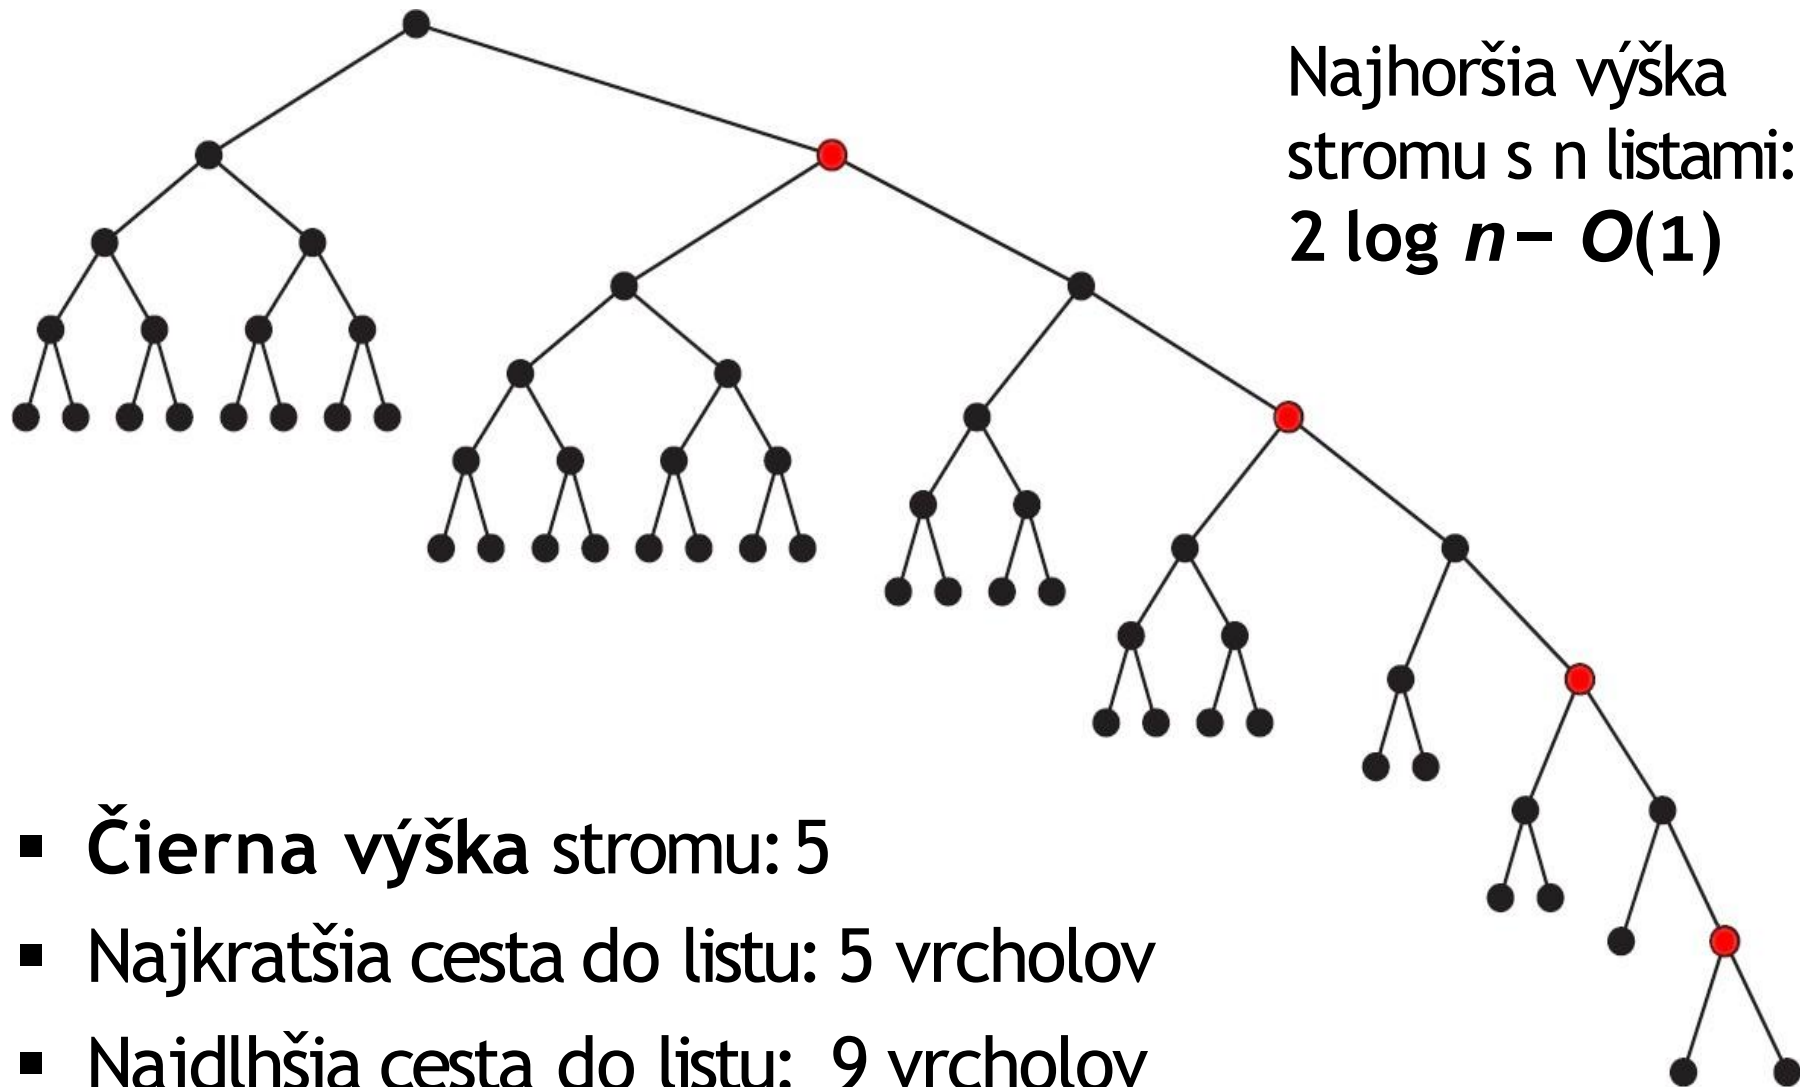 Najhoršia výška
stromu s n listami:
2 log n − O(1)
▪ Čierna výška stromu: 5
▪ Najkratšia cesta do listu: 5 vrcholov
▪ Najdlhšia cesta do listu: 9 vrcholov